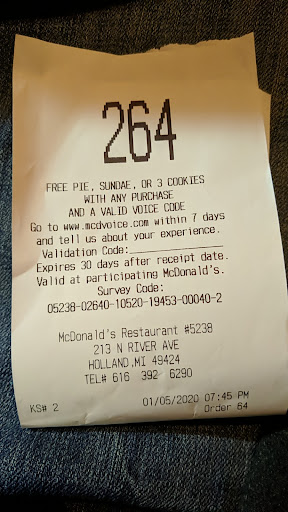 264
FREE PIE, SUNDAE, OR 3 COOKIES
WITH ANY PURCHASE
AND A VALID VOICE CODE
Go to www.mcdvoice.com within 7 days
and tell us about your experience.
Validation Code:_______________
Expires 30 days after receipt date.
Valid at participating McDonald's.
Survey Code:
05238-02640-10520-19453-00040-2
McDonald's Restaurant #5238
213 N RIVER AVE
HOLLAND,MI 49424
TEL# 616 392 6290
KS# 2 01/05/2020 07:45 PM
Order 64